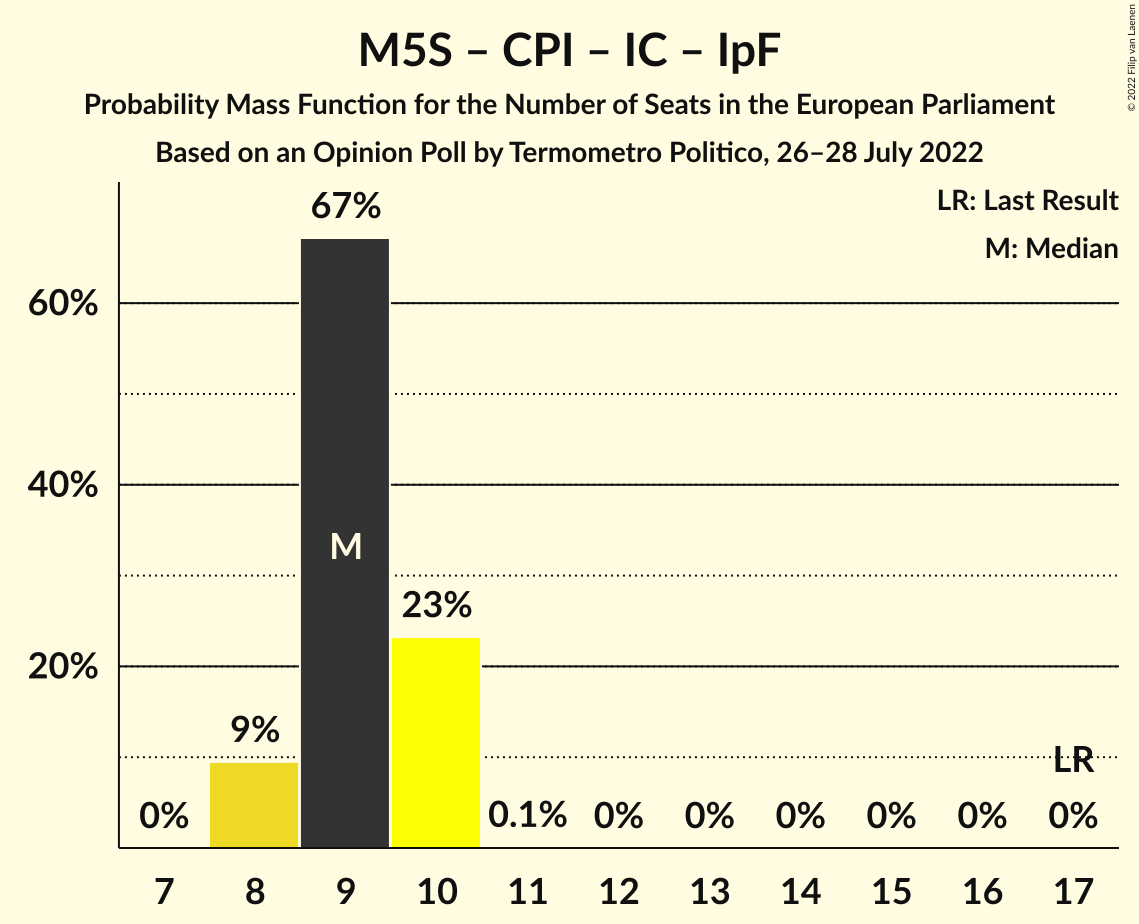 M5S – CPI – IC – IpF
Probability Mass Function for the Number of Seats in the European Parliament
Based on an Opinion Poll by Termometro Politico, 26–28 July 2022
© 2022 Filip van Laenen
LR: Last Result
M: Median
67%
60%
40%
M
23%
20%
9%
LR
0% 0.1% 0% 0% 0% 0% 0% 0%
7 8 9 10 11 12 13 14 15 16 17